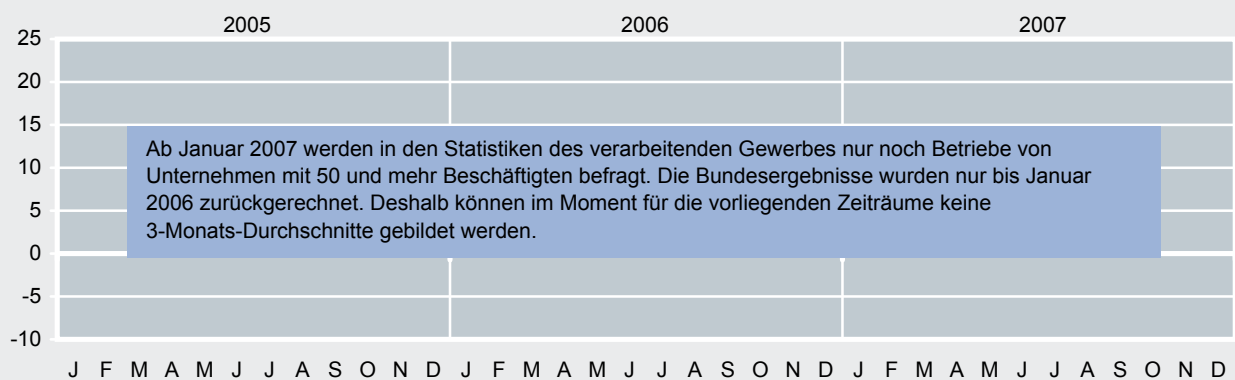 2005 2006 2007
25
20
15
10
5
0
-5
-10
Ab Januar 2007 werden in den Statistiken des verarbeitenden Gewerbes nur noch Betriebe von
Unternehmen mit 50 und mehr Beschäftigten befragt. Die Bundesergebnisse wurden nur bis Januar
2006 zurückgerechnet. Deshalb können im Moment für die vorliegenden Zeiträume keine
3-Monats-Durchschnitte gebildet werden.
J F M A M J J A S O N D J F M A M J J A S O N D J F M A M J J A S O N D